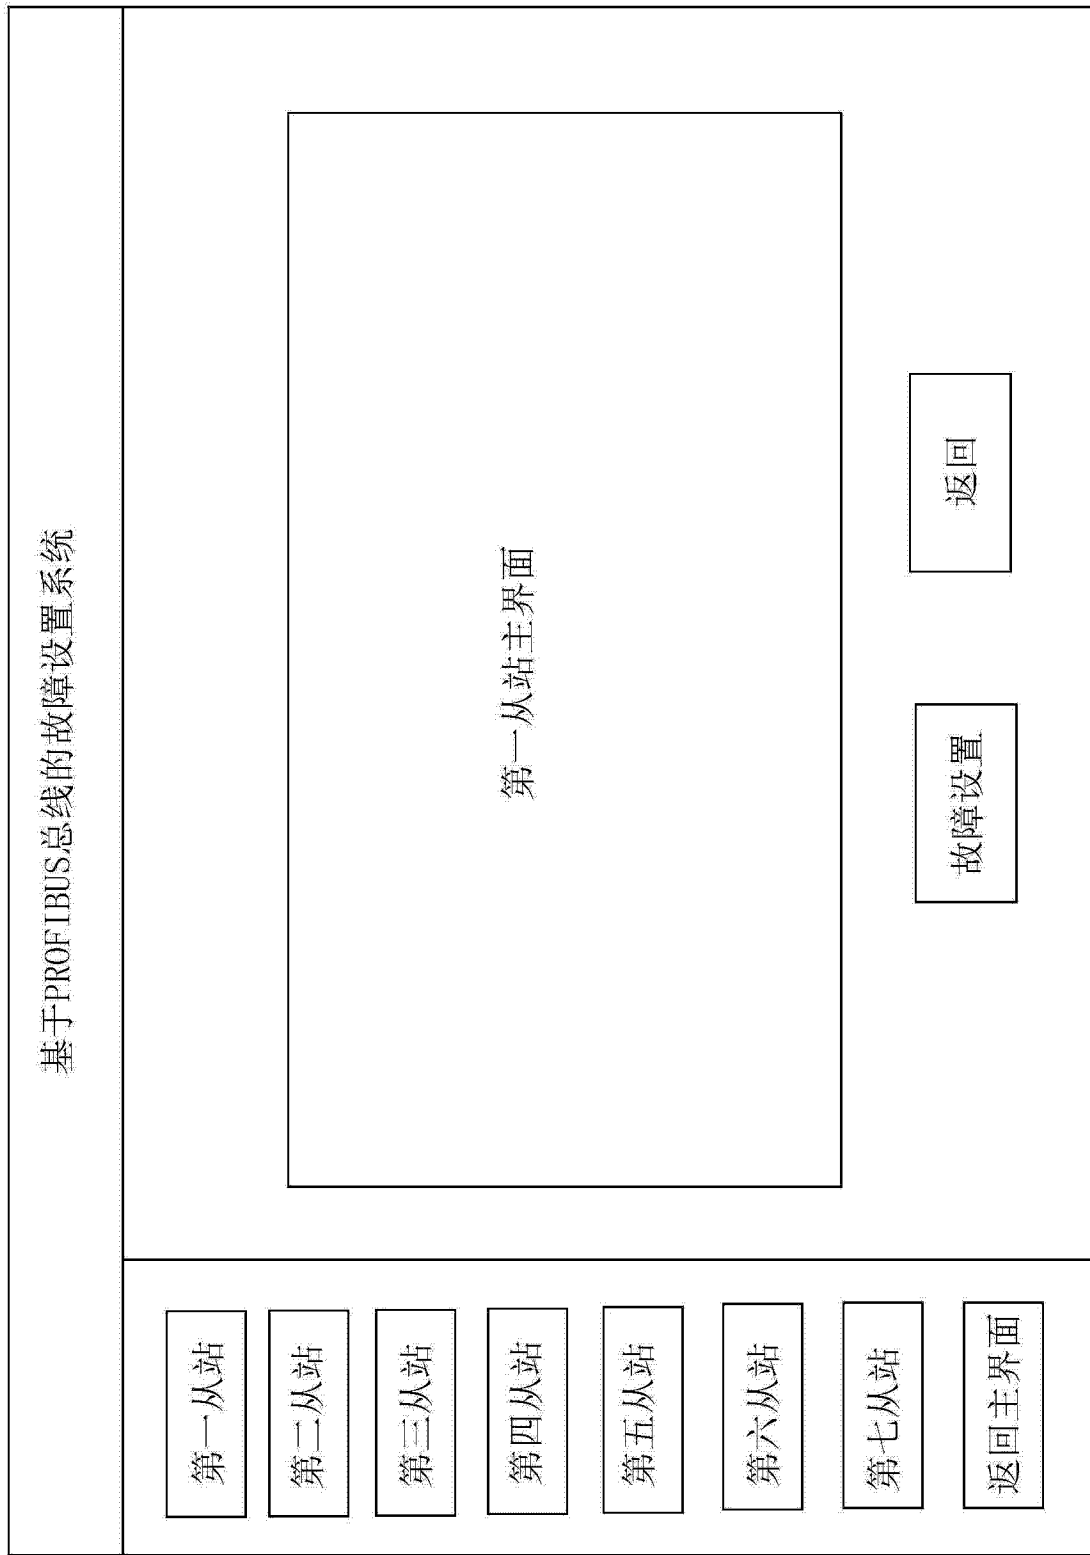 基于PROFIBUS总线的故障设置系统
第一从站
第二从站
第三从站
第四从站
第五从站
第六从站
第七从站
返回主界面
第一从站主界面
故障设置
返回